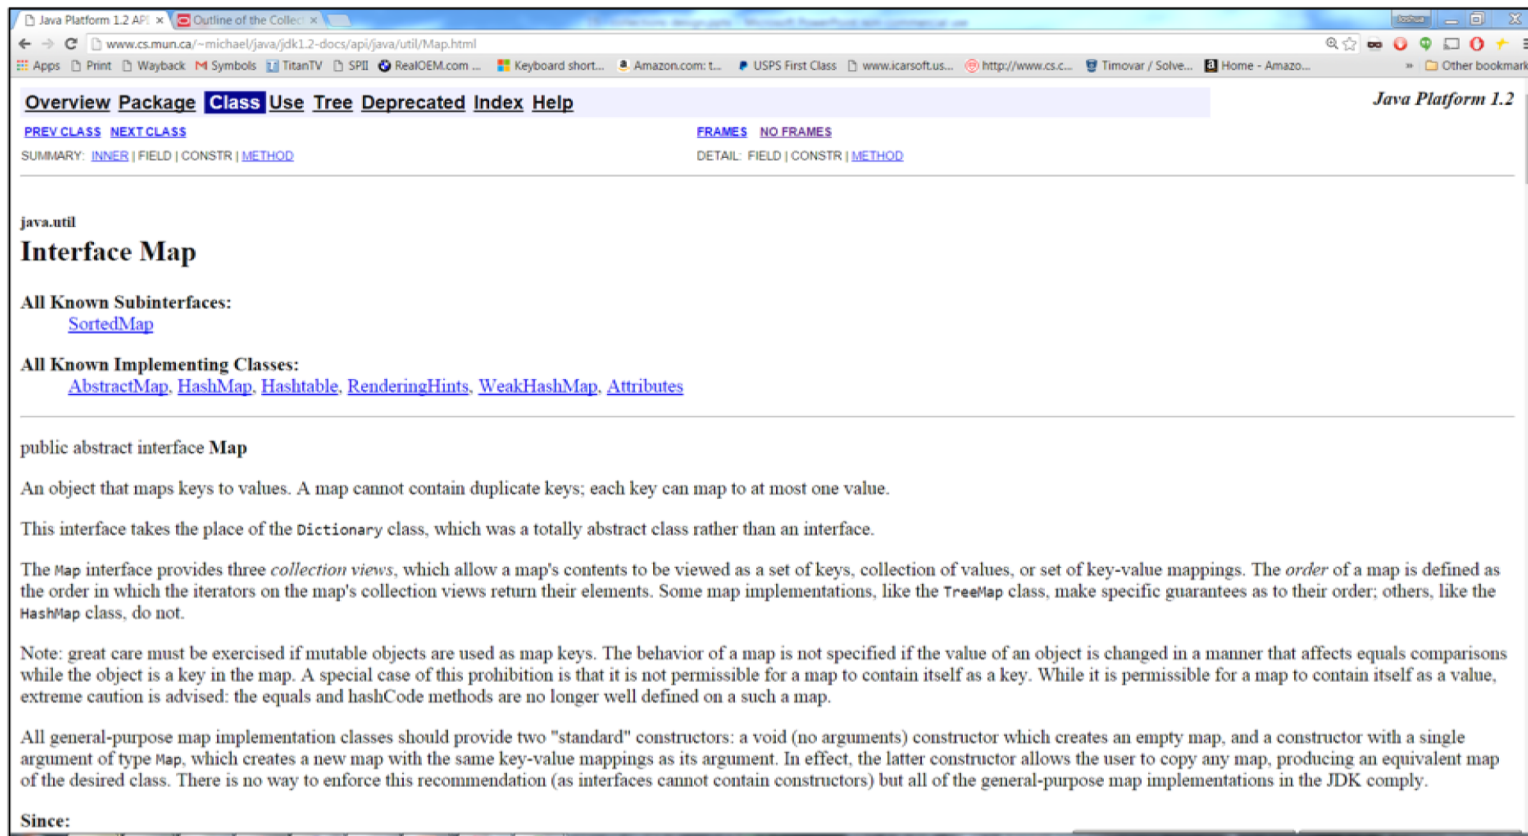 Java Platform 1.2 API × Outline of the Collect ×
www.cs.mun.ca/~michael/java/jdk1.2-docs/api/java/util/Map.html
Apps Print Wayback Symbols TitanTV SPII RealOEM.com ... Keyboard short... Amazon.com: t... USPS First Class www.icarsoft.us... http://www.cs.c... Timovar / Solve... Home - Amazo... » Other bookmark
Overview Package Class Use Tree Deprecated Index Help Java Platform 1.2
PREV CLASS NEXT CLASS FRAMES NO FRAMES
SUMMARY: INNER | FIELD | CONSTR | METHOD DETAIL: FIELD | CONSTR | METHOD
java.util
Interface Map
All Known Subinterfaces:
SortedMap
All Known Implementing Classes:
AbstractMap, HashMap, Hashtable, RenderingHints, WeakHashMap, Attributes
public abstract interface Map
An object that maps keys to values. A map cannot contain duplicate keys; each key can map to at most one value.
This interface takes the place of the Dictionary class, which was a totally abstract class rather than an interface.
The Map interface provides three collection views, which allow a map's contents to be viewed as a set of keys, collection of values, or set of key-value mappings. The order of a map is defined as
the order in which the iterators on the map's collection views return their elements. Some map implementations, like the TreeMap class, make specific guarantees as to their order; others, like the
HashMap class, do not.
Note: great care must be exercised if mutable objects are used as map keys. The behavior of a map is not specified if the value of an object is changed in a manner that affects equals comparisons
while the object is a key in the map. A special case of this prohibition is that it is not permissible for a map to contain itself as a key. While it is permissible for a map to contain itself as a value,
extreme caution is advised: the equals and hashCode methods are no longer well defined on a such a map.
All general-purpose map implementation classes should provide two "standard" constructors: a void (no arguments) constructor which creates an empty map, and a constructor with a single
argument of type Map, which creates a new map with the same key-value mappings as its argument. In effect, the latter constructor allows the user to copy any map, producing an equivalent map
of the desired class. There is no way to enforce this recommendation (as interfaces cannot contain constructors) but all of the general-purpose map implementations in the JDK comply.
Since: